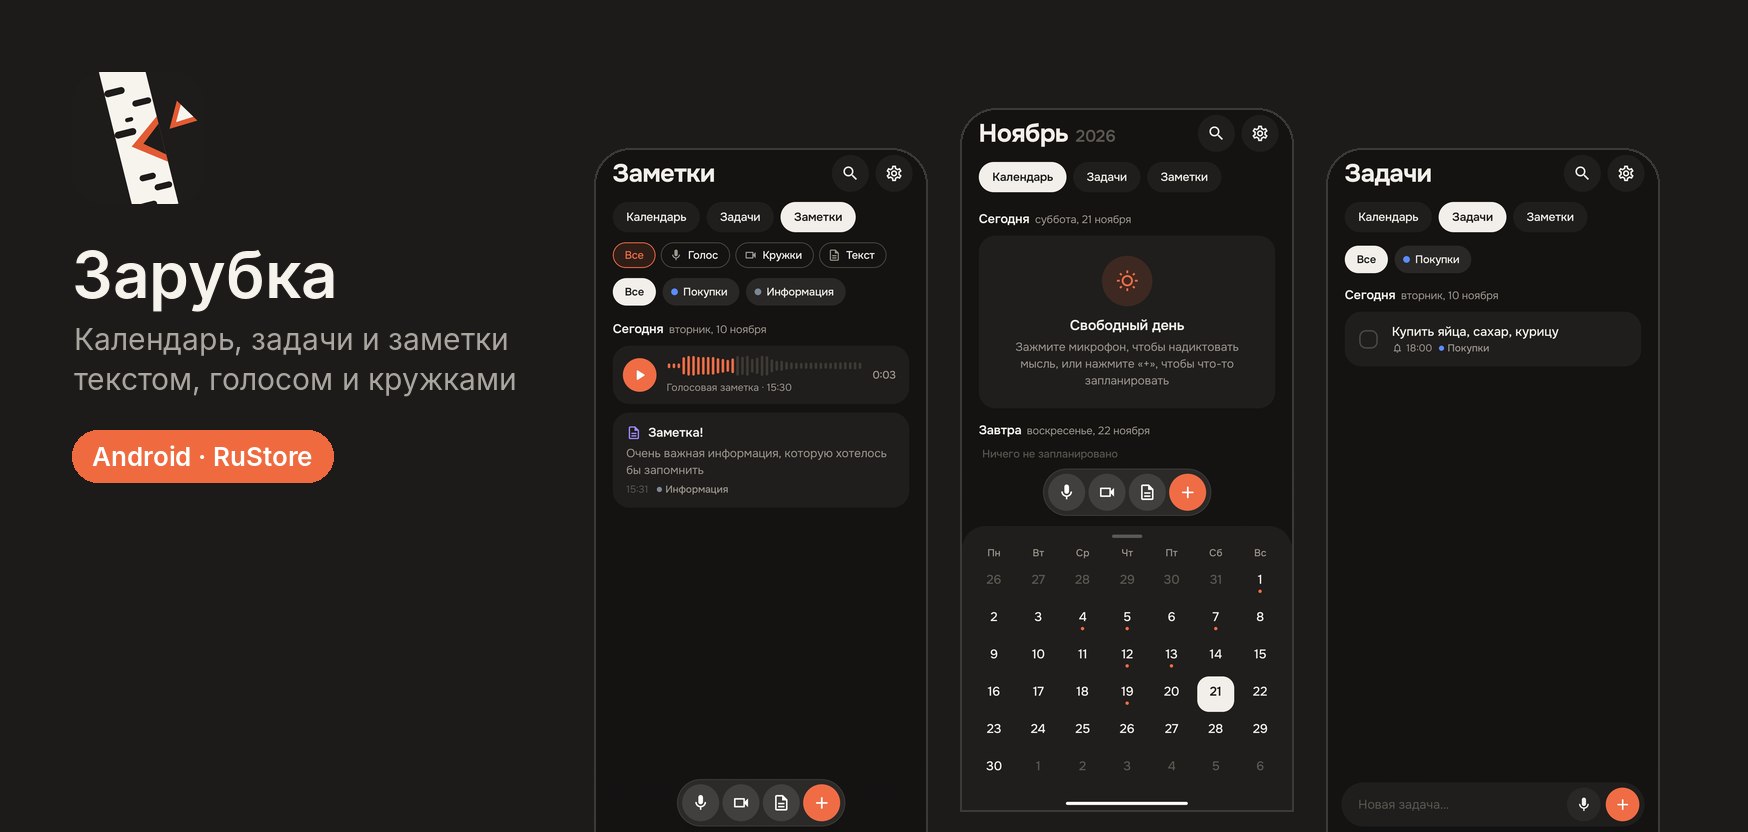 Зарубка
Календарь, задачи и заметки
текстом, голосом и кружками
Android · RuStore
Заметки
Календарь Задачи Заметки
Все Голос Кружки Текст
Все Покупки Информация
Сегодня вторник, 10 ноября
0:03
Голосовая заметка · 15:30
Заметка!
Очень важная информация, которую хотелось
бы запомнить
15:31 Информация
Ноябрь 2026
Календарь Задачи Заметки
Сегодня суббота, 21 ноября
Свободный день
Зажмите микрофон, чтобы надиктовать
мысль, или нажмите «+», чтобы что-то
запланировать
Завтра воскресенье, 22 ноября
Ничего не запланировано
Пн Вт Ср Чт Пт Сб Вс
26 27 28 29 30 31 1
2 3 4 5 6 7 8
9 10 11 12 13 14 15
16 17 18 19 20 21 22
23 24 25 26 27 28 29
30 1 2 3 4 5 6
Задачи
Календарь Задачи Заметки
Все Покупки
Сегодня вторник, 10 ноября
Купить яйца, сахар, курицу
18:00 Покупки
Новая задача...